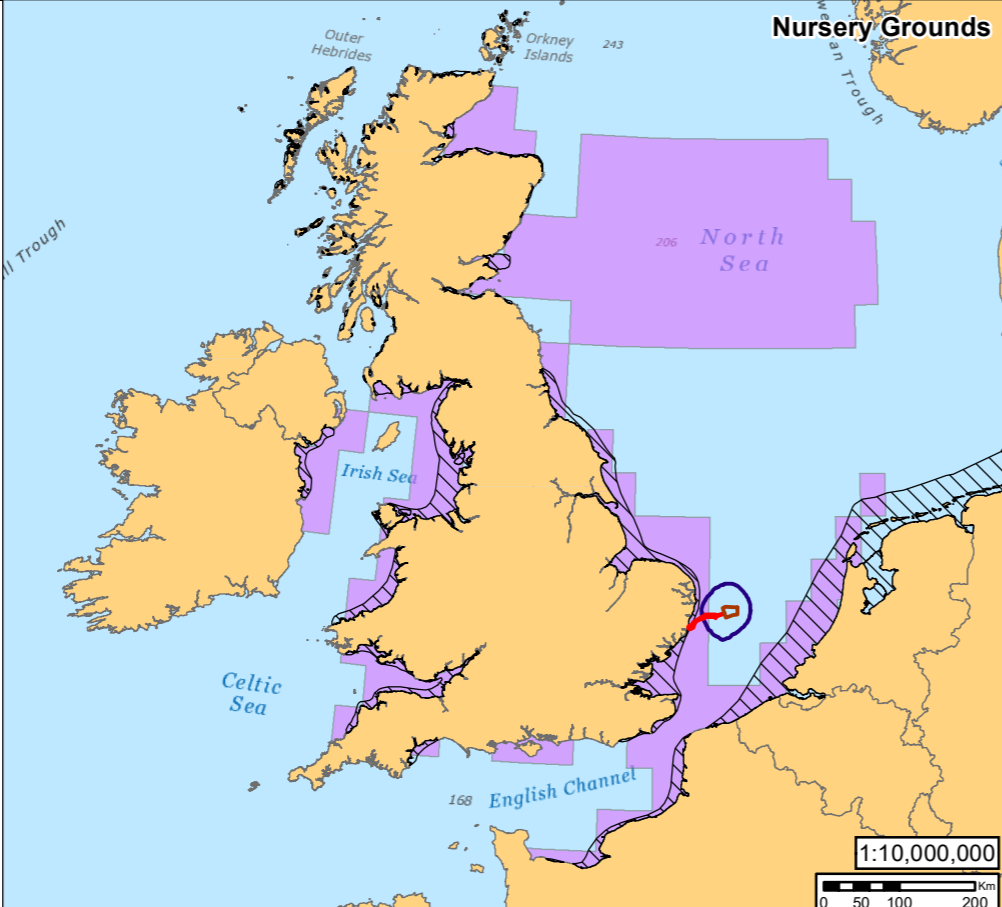 Nursery Grounds
Outer
Hebrides
Orkney
Islands
243
an Trough
ll Trough
206
North
Sea
Irish Sea
Celtic
Sea
168
English Channel
1:10,000,000
Km
0 50 100 200